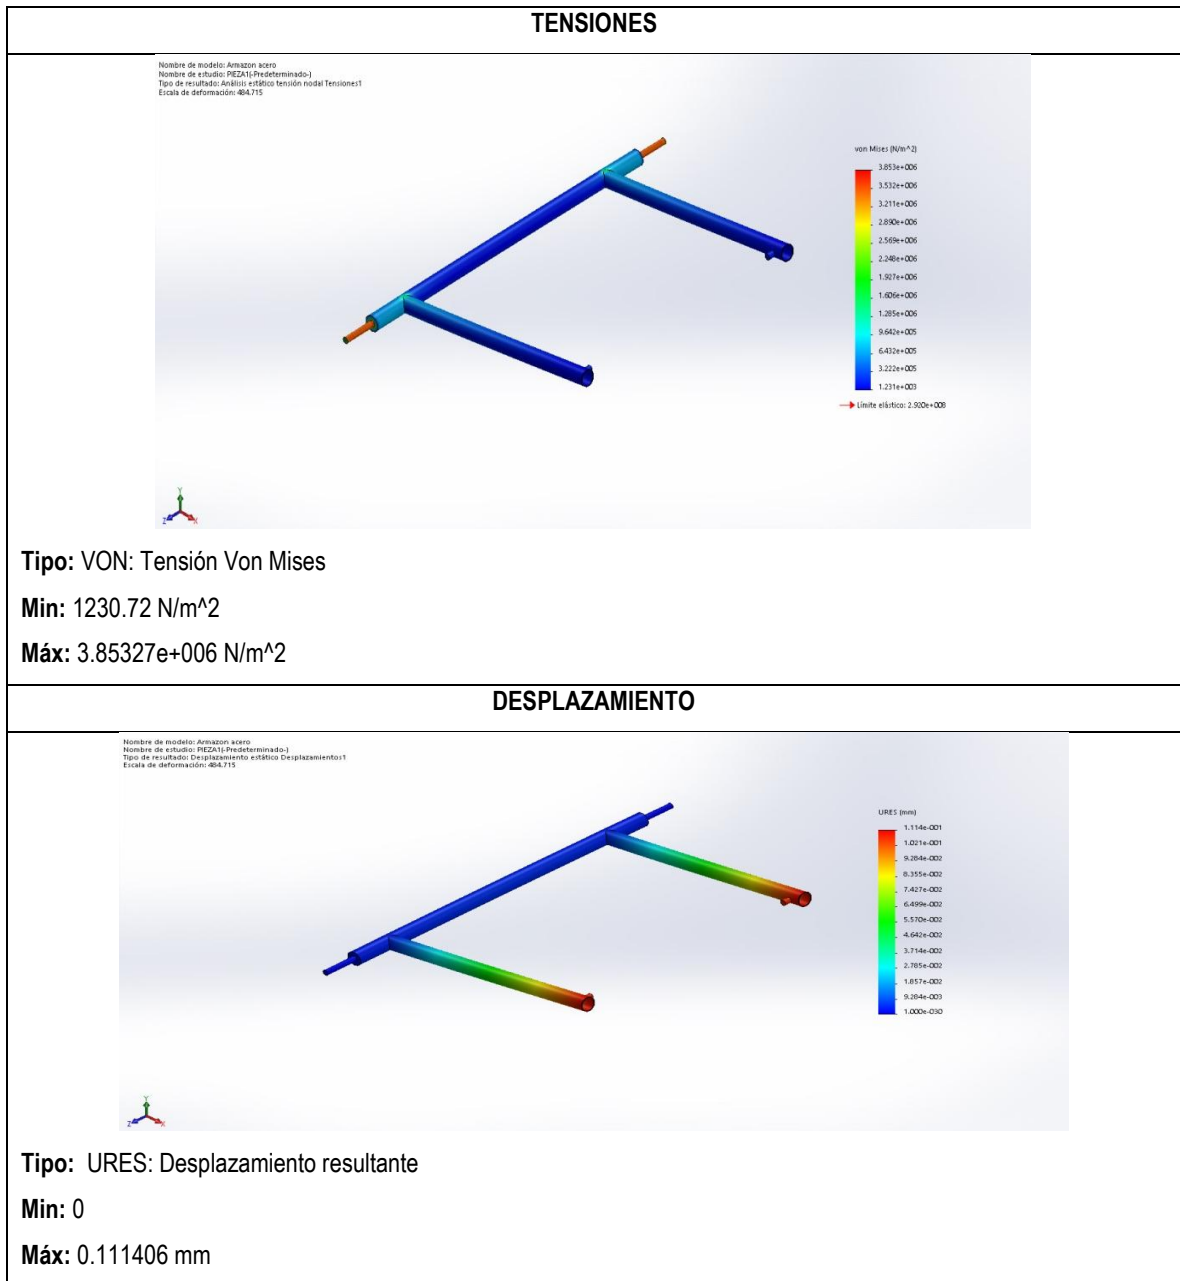 TENSIONES
Nombre de modelo: Armazon acero
Nombre de estudio: PIEZA1(-Predeterminado-)
Tipo de resultado: Análisis estático tensión nodal Tensiones1
Escala de deformación: 484.715
von Mises (N/m^2)
3.853e+006
3.532e+006
3.211e+006
2.890e+006
2.569e+006
2.248e+006
1.927e+006
1.606e+006
1.285e+006
9.642e+005
6.432e+005
3.222e+005
1.231e+003
Límite elástico: 2.920e+008
Y
Z
X
Tipo: VON: Tensión Von Mises
Min: 1230.72 N/m^2
Máx: 3.85327e+006 N/m^2
DESPLAZAMIENTO
Nombre de modelo: Armazon acero
Nombre de estudio: PIEZA1(-Predeterminado-)
Tipo de resultado: Desplazamiento estático Desplazamientos1
Escala de deformación: 484.715
URES (mm)
1.114e-001
1.021e-001
9.284e-002
8.355e-002
7.427e-002
6.499e-002
5.570e-002
4.642e-002
3.714e-002
2.785e-002
1.857e-002
9.284e-003
1.000e-030
Y
Z
X
Tipo: URES: Desplazamiento resultante
Min: 0
Máx: 0.111406 mm